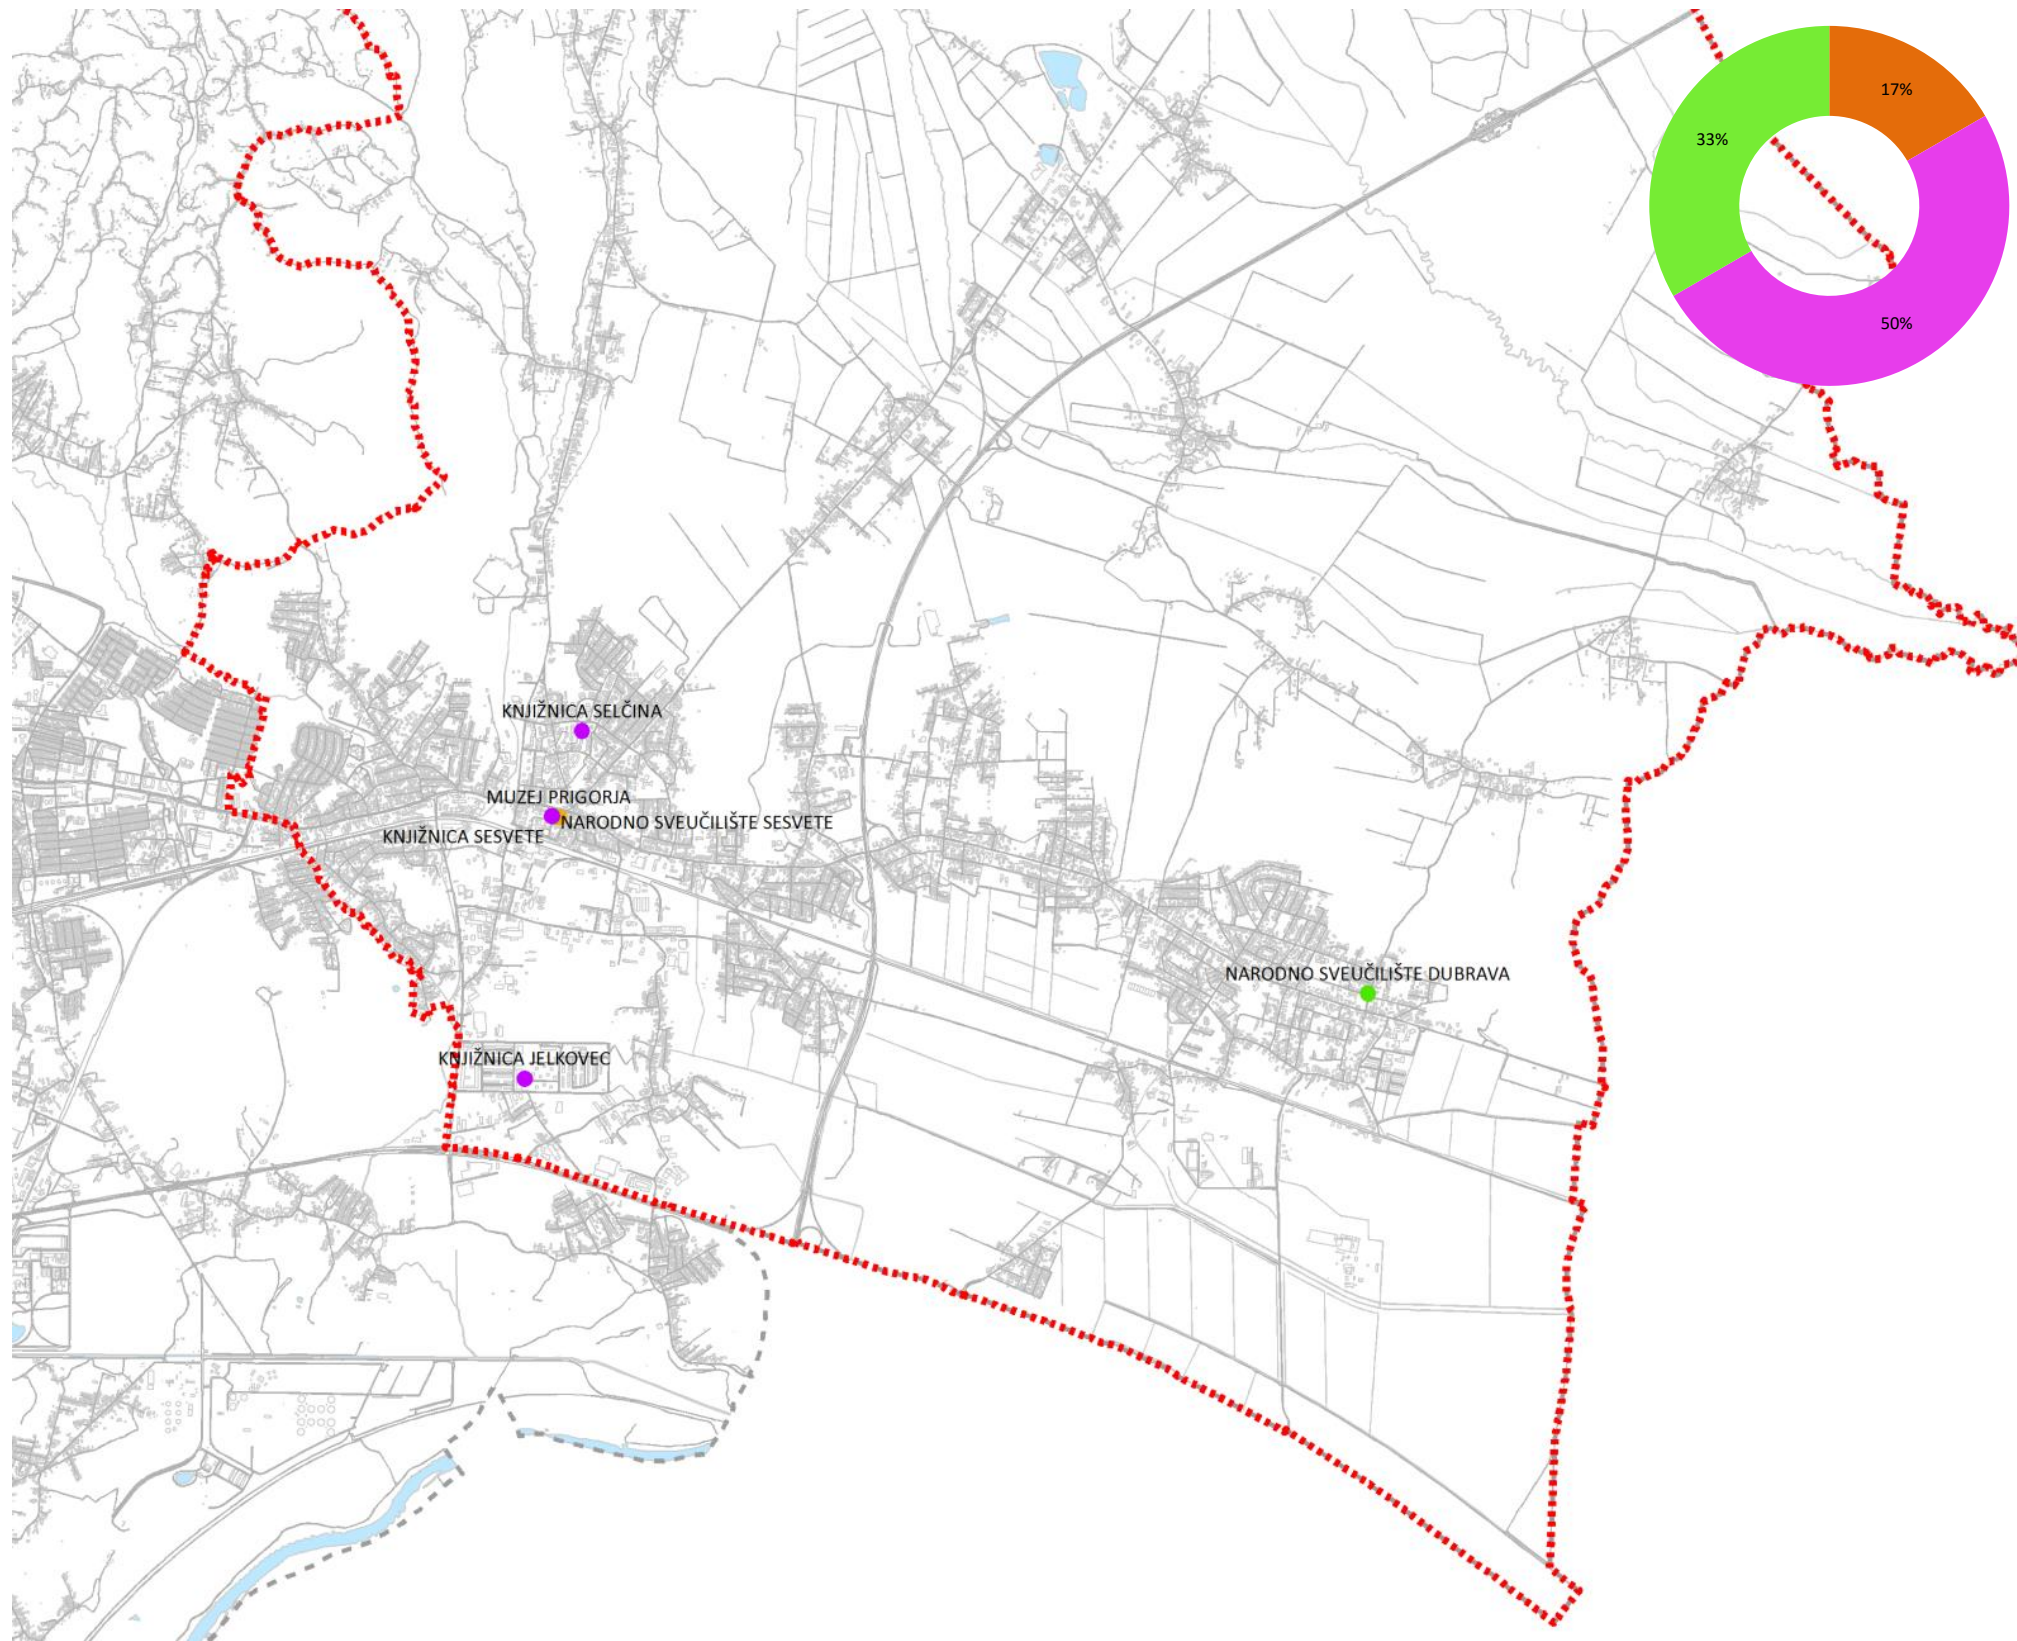 17%
33%
50%
KNJIŽNICA SELČINA
MUZEJ PRIGORJA
NARODNO SVEUČILIŠTE SESVETE
KNJIŽNICA SESVETE
NARODNO SVEUČILIŠTE DUBRAVA
KNJIŽNICA JELKOVEC